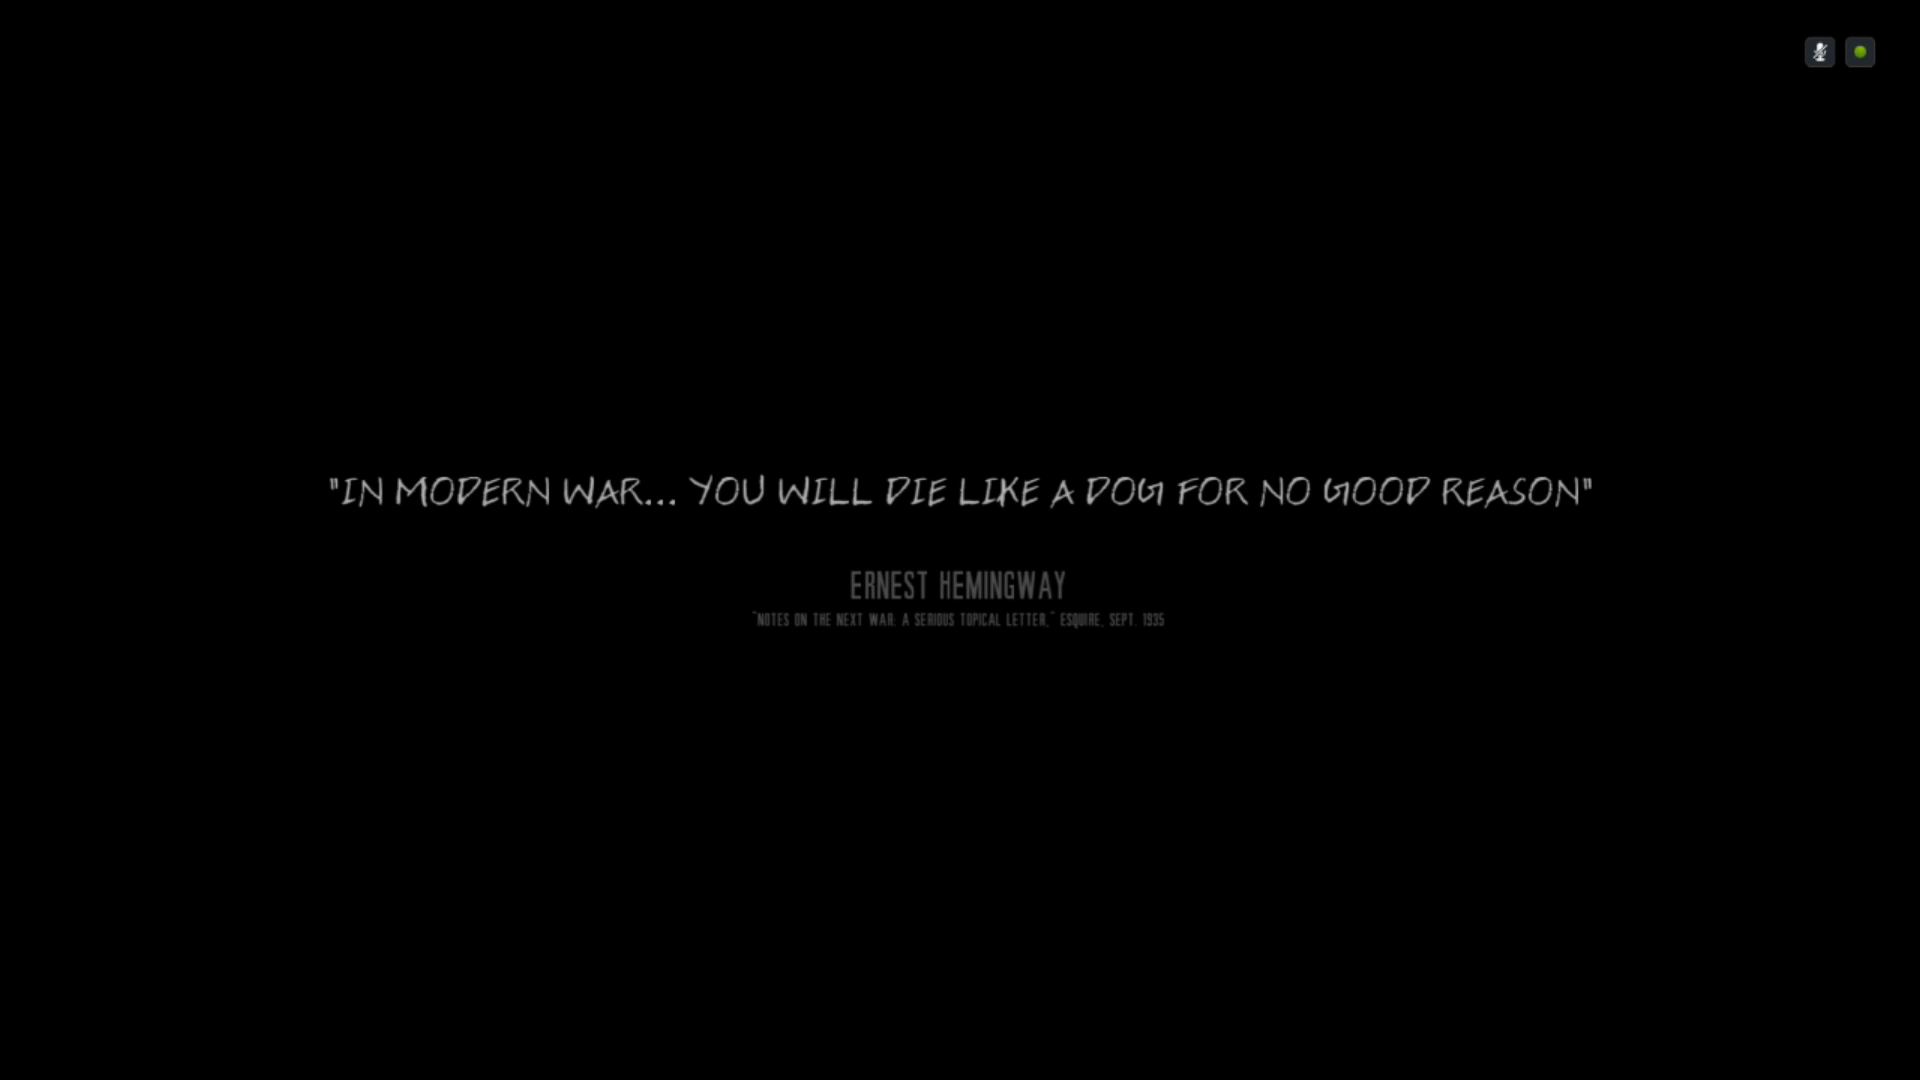 "IN MODERN WAR... YOU WILL DIE LIKE A DOG FOR NO GOOD REASON"
ERNEST HEMINGWAY
"NOTES ON THE NEXT WAR: A SERIOUS TOPICAL LETTER," ESQUIRE, SEPT. 1935